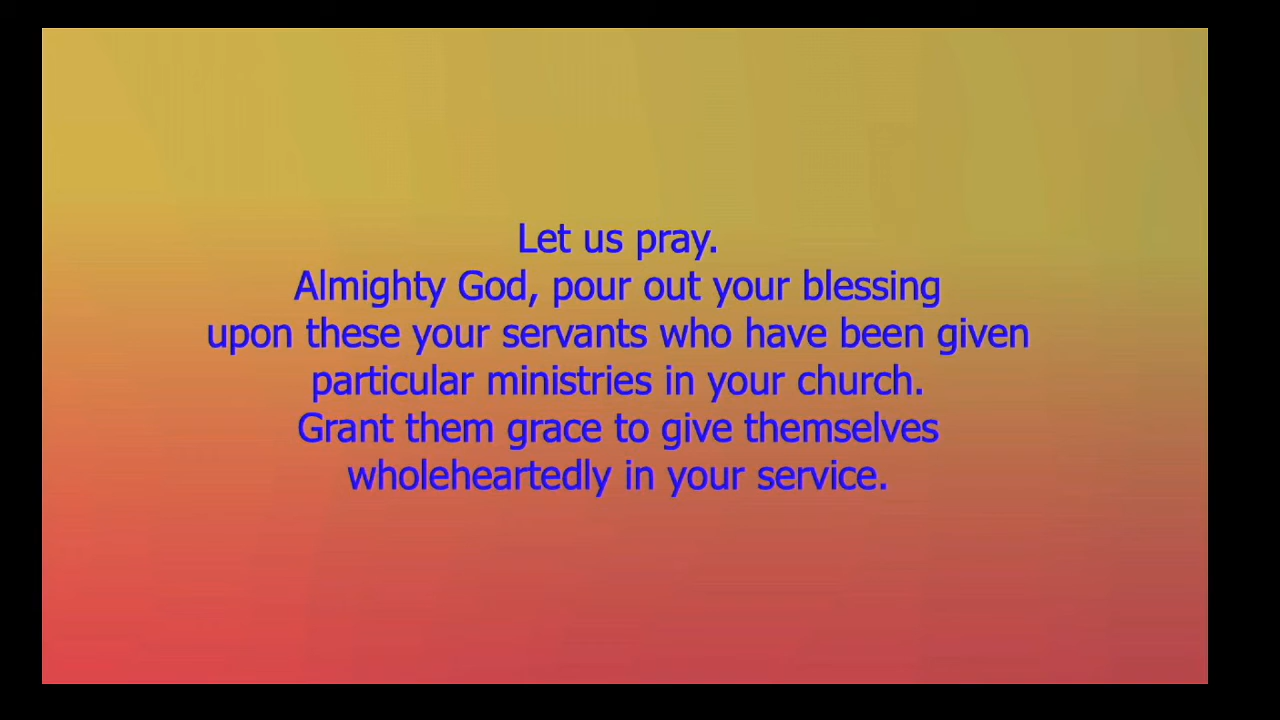 Let us pray.
Almighty God, pour out your blessing
upon these your servants who have been given
particular ministries in your church.
Grant them grace to give themselves
wholeheartedly in your service.